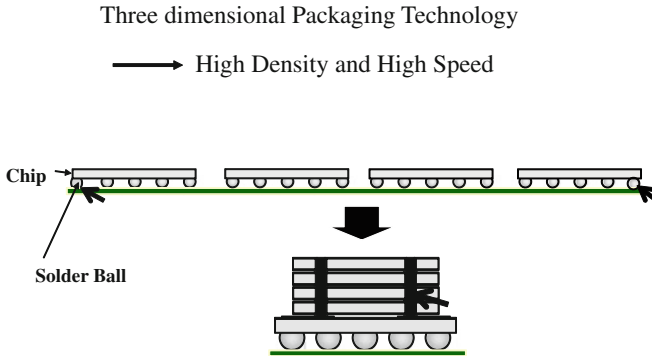 Three dimensional Packaging Technology
High Density and High Speed
Chip
Solder Ball